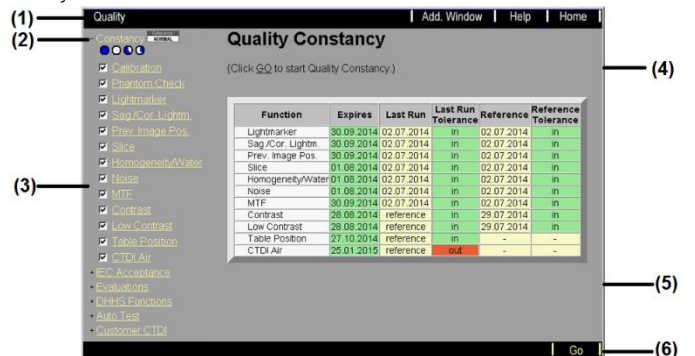 (1) Quality Add. Window Help Home
(2) - Constancy NORMAL
Quality Constancy
(Click GO to start Quality Constancy.)
(4)
Calibration
Phantom Check
Lightmarker
Sag./Cor. Lightm.
Prev. Image Pos.
Slice
Homogeneity/Water
Noise
(3)
MTF
Contrast
Low Contrast
Table Position
CTDI Air
IEC Acceptance
Evaluations
DHHS Functions
Auto Test
Customer CTDI
Function Expires Last Run Last Run Tolerance Reference Reference Tolerance
Lightmarker 30.09.2014 02.07.2014 in 02.07.2014 in
Sag./Cor. Lightm. 30.09.2014 02.07.2014 in 02.07.2014 in
Prev. Image Pos. 30.09.2014 02.07.2014 in 02.07.2014 in
Slice 01.08.2014 02.07.2014 in 02.07.2014 in
Homogeneity/Water 01.08.2014 02.07.2014 in 02.07.2014 in
Noise 01.08.2014 02.07.2014 in 02.07.2014 in
MTF 30.09.2014 02.07.2014 in 02.07.2014 in
Contrast 28.08.2014 reference in 29.07.2014 in
Low Contrast 28.08.2014 reference in 29.07.2014 in
Table Position 27.10.2014 reference in - -
CTDI Air 25.01.2015 reference out - -
(5)
Go (6)